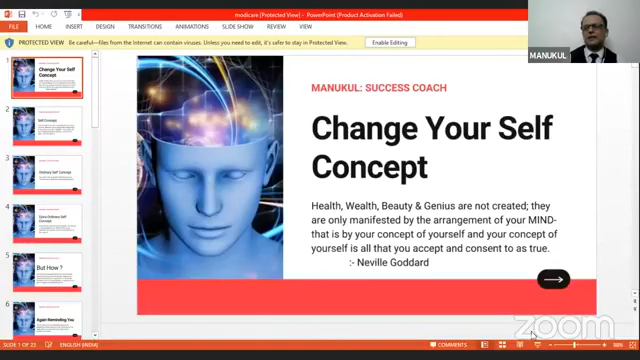 modicare [Protected View] - PowerPoint (Product Activation Failed)
FILE HOME INSERT DESIGN TRANSITIONS ANIMATIONS SLIDE SHOW REVIEW VIEW
PROTECTED VIEW Be careful—files from the Internet can contain viruses. Unless you need to edit, it's safer to stay in Protected View. Enable Editing
MANUKUL
1
Change Your Self
Concept
2
Self Concept
3
Ordinary Self Concept
4
Extra-Ordinary Self
Concept
5
But How ?
6
Again Reminding You
MANUKUL: SUCCESS COACH
Change Your Self
Concept
Health, Wealth, Beauty & Genius are not created; they
are only manifested by the arrangement of your MIND-
that is by your concept of yourself and your concept of
yourself is all that you accept and consent to as true.
:- Neville Goddard
zoom
SLIDE 1 OF 23 ENGLISH (INDIA) COMMENTS